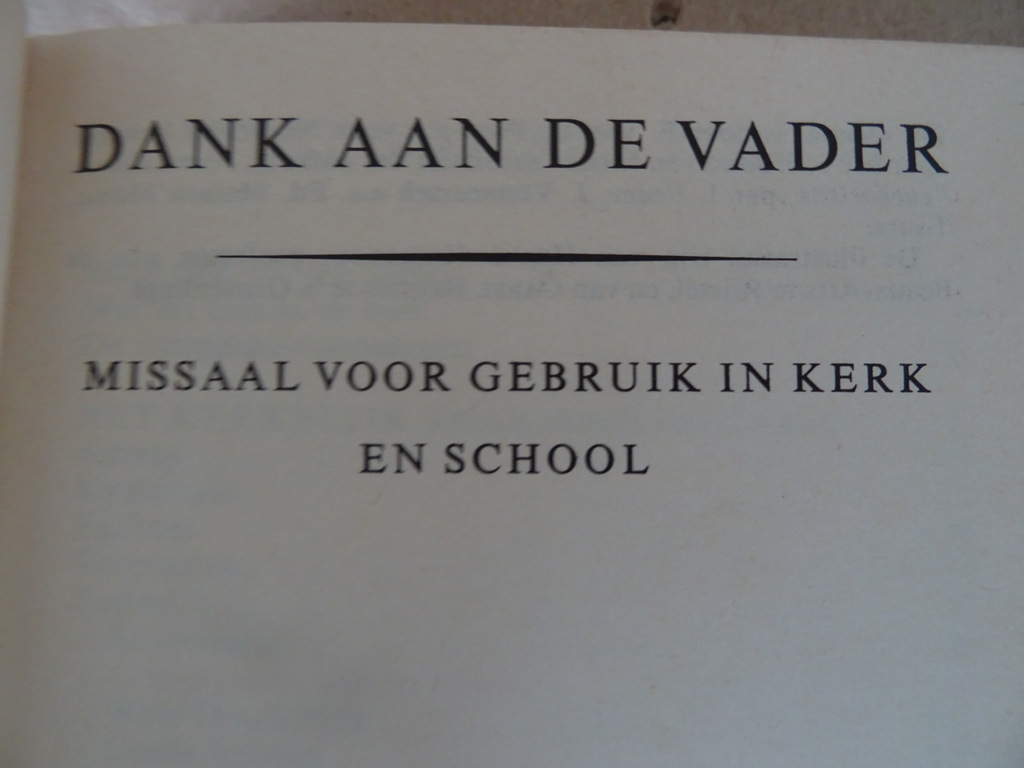 DANK AAN DE VADER
MISSAAL VOOR GEBRUIK IN KERK
EN SCHOOL